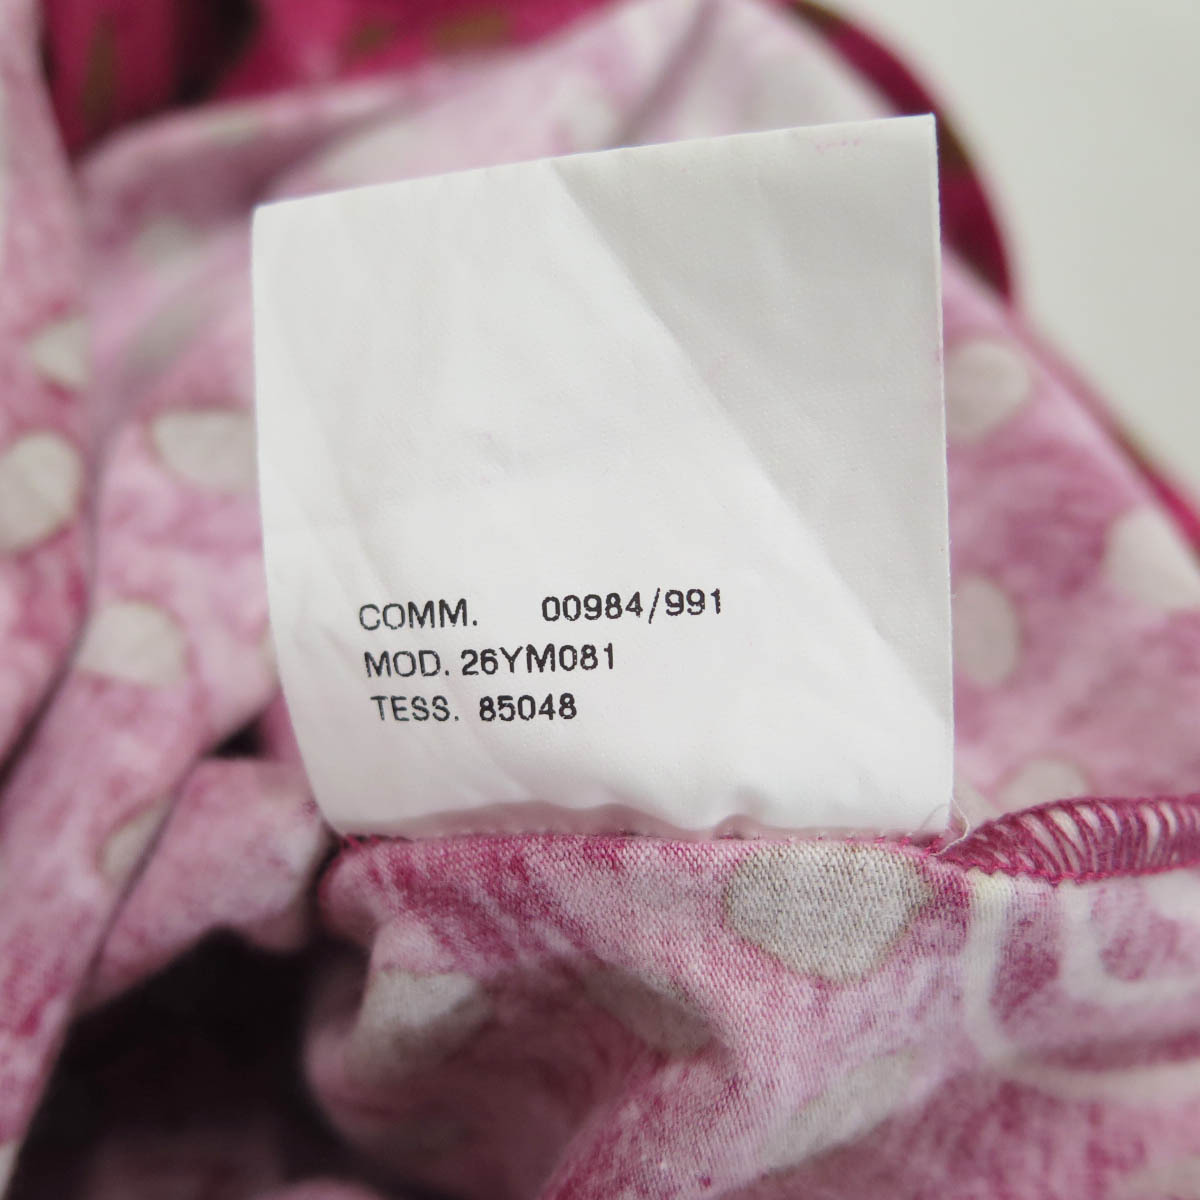 COMM. 00984/991
MOD. 26YM081
TESS. 85048